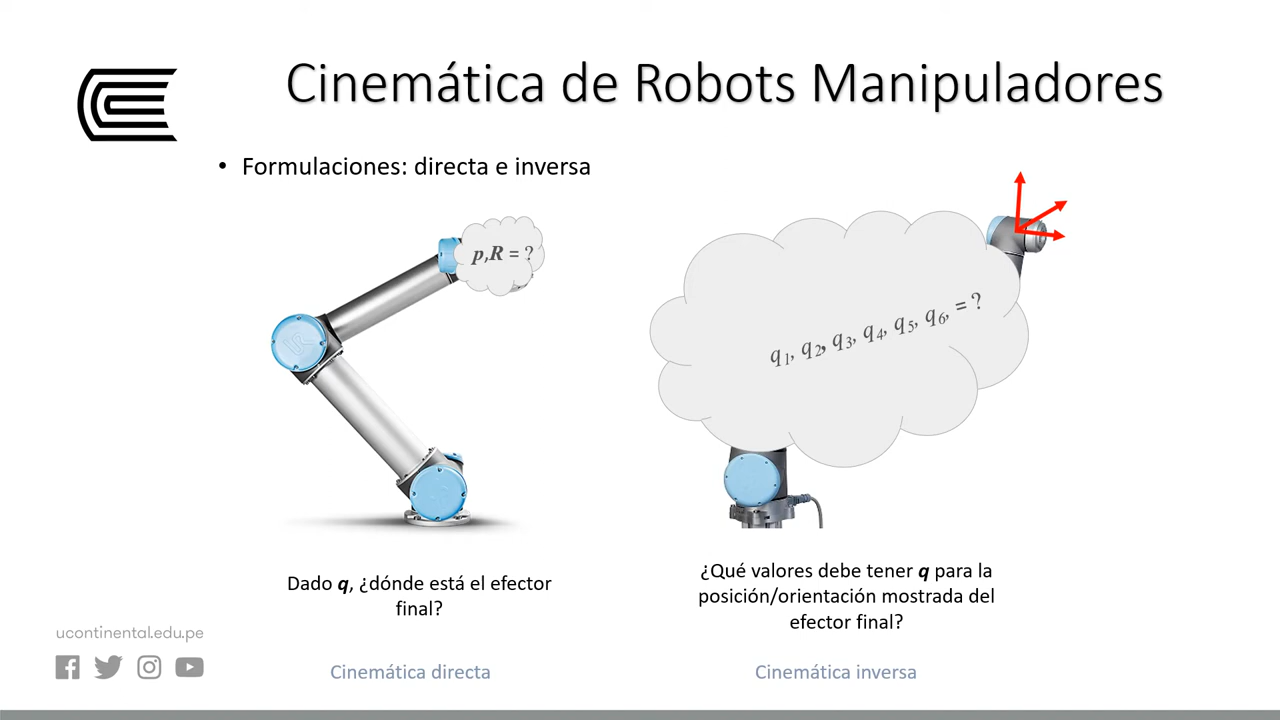 Cinemática de Robots Manipuladores
• Formulaciones: directa e inversa
p,R = ?
q1, q2, q3, q4, q5, q6, = ?
Dado q, ¿dónde está el efector
final?
¿Qué valores debe tener q para la
posición/orientación mostrada del
efector final?
ucontinental.edu.pe
Cinemática directa
Cinemática inversa